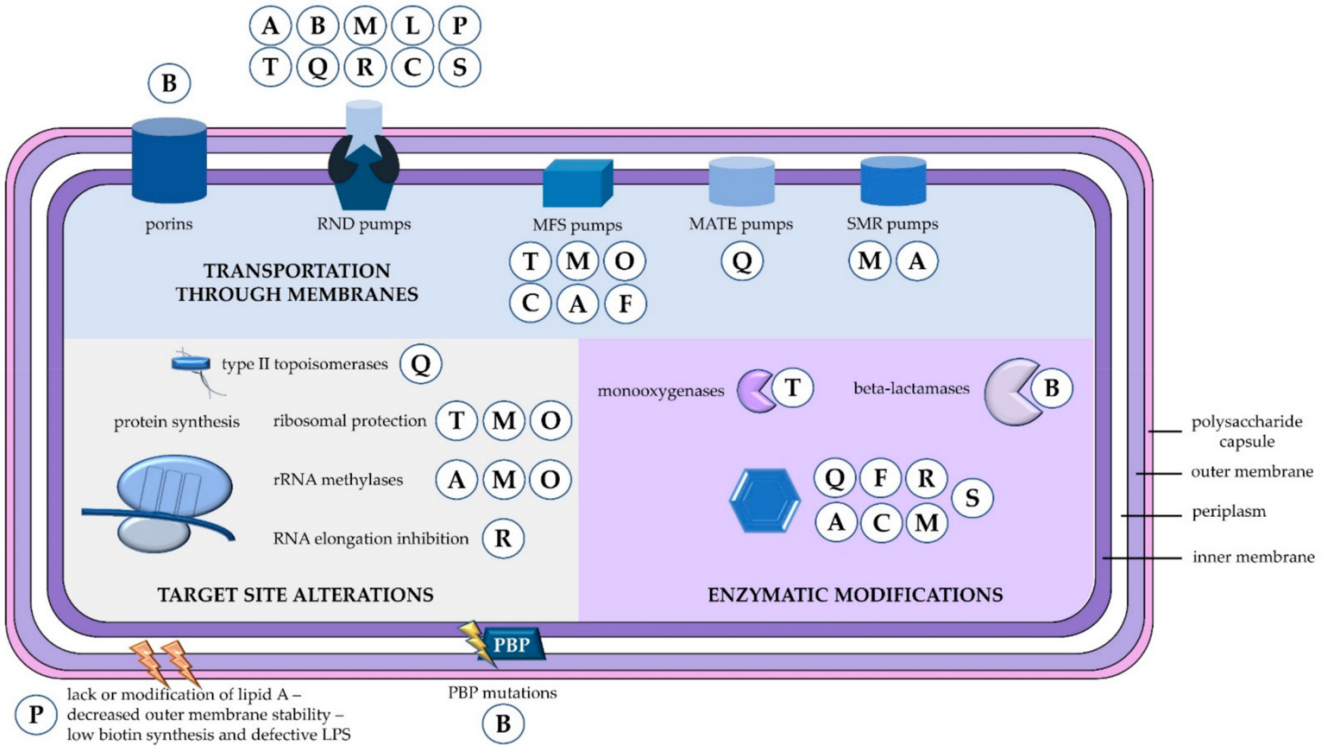 A B M L P
T Q R C S
B
porins
RND pumps
MFS pumps
MATE pumps
SMR pumps
T M O
C A F
Q
M A
TRANSPORTATION
THROUGH MEMBRANES
type II topoisomerases Q
protein synthesis
ribosomal protection T M O
rRNA methylases A M O
RNA elongation inhibition R
TARGET SITE ALTERATIONS
monooxygenases T
beta-lactamases B
Q F R S
A C M
ENZYMATIC MODIFICATIONS
polysaccharide
capsule
outer membrane
periplasm
inner membrane
PBP
PBP mutations
B
P
lack or modification of lipid A –
decreased outer membrane stability –
low biotin synthesis and defective LPS